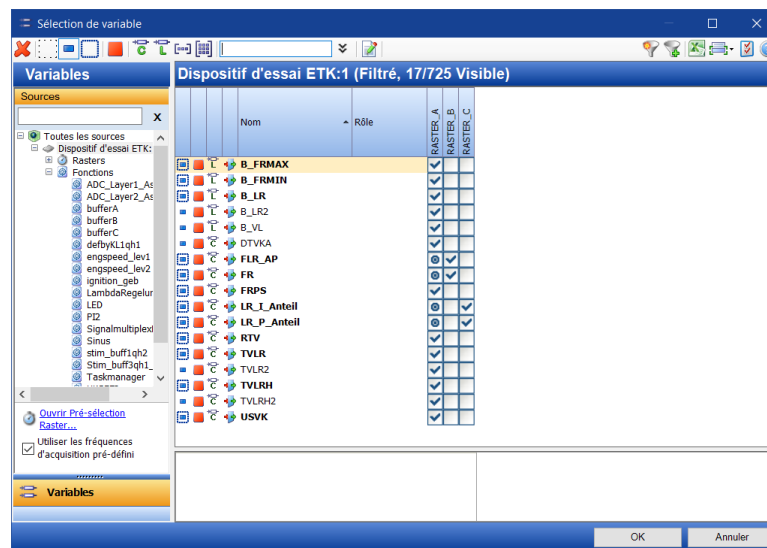 Sélection de variable
Variables
Dispositif d'essai ETK:1 (Filtré, 17/725 Visible)
Sources
X
Toutes les sources
Dispositif d'essai ETK:
Rasters
Fonctions
ADC_Layer1_As
ADC_Layer2_As
bufferA
bufferB
bufferC
defbyKL1qh1
engspeed_lev1
engspeed_lev2
ignition_geb
LambdaRegelur
LED
PI2
Signalmultiplex
Sinus
stim_buff1qh2
Stim_buff3qh1_
Taskmanager
Ouvrir Pré-sélection
Raster...
Utiliser les fréquences
d'acquisition pré-défini
Variables
Nom
Rôle
RASTER_A
RASTER_B
RASTER_C
L B_FRMAX
L B_FRMIN
L B_LR
L B_LR2
L B_VL
C DTVKA
C FLR_AP
C FR
C FRPS
C LR_I_Anteil
C LR_P_Anteil
C RTV
C TVLR
C TVLR2
C TVLRH
C TVLRH2
C USVK
OK
Annuler